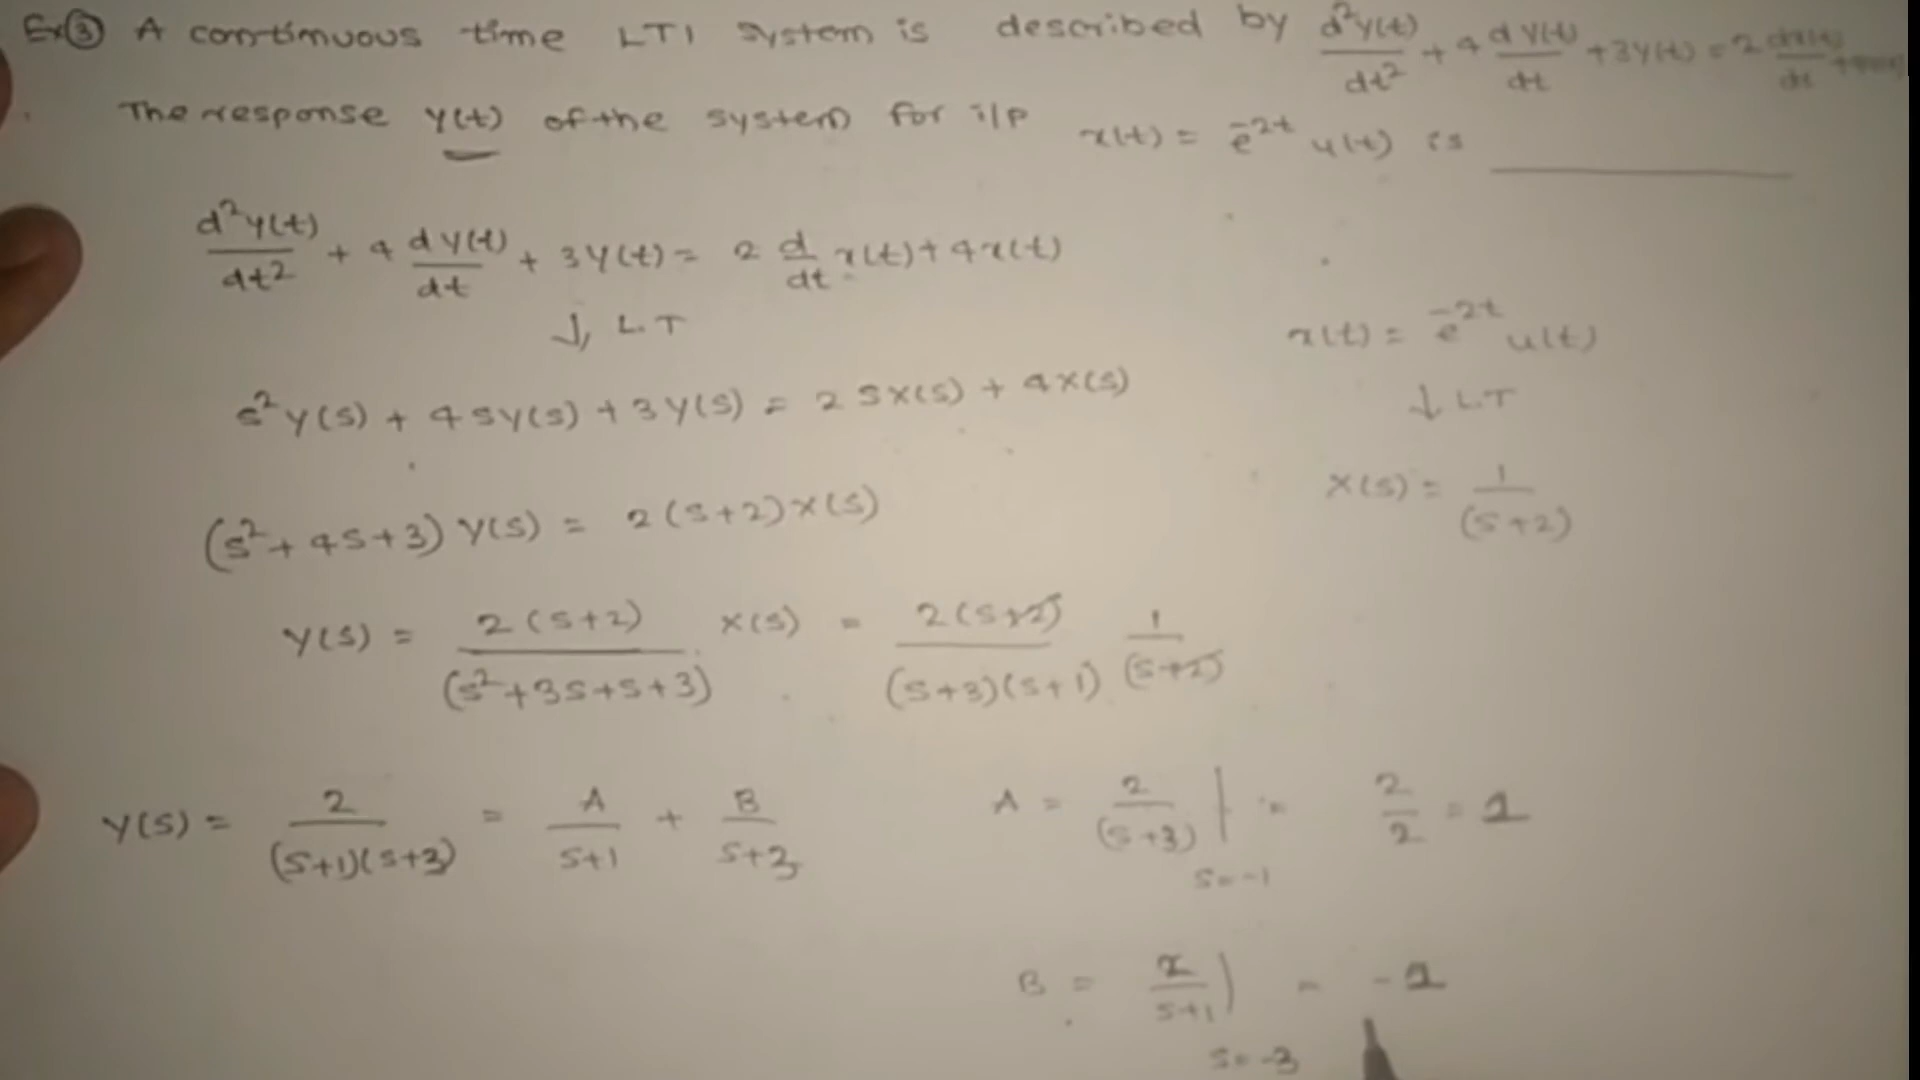 Ex③ A continuous time LTI system is described by d²y(t)/dt² + 4 dy(t)/dt + 3y(t) = 2 dx(t)/dt + 4x(t)
The response y(t) of the system for i/p x(t) = e^-2t u(t) is ______
d²y(t)/dt² + 4 dy(t)/dt + 3y(t) = 2 d/dt x(t) + 4x(t)
↓ L.T
x(t) = e^-2t u(t)
s²Y(s) + 4sY(s) + 3Y(s) = 2sX(s) + 4X(s)
↓ L.T
(s²+4s+3) Y(s) = 2(s+2)X(s)
X(s) = 1/(s+2)
Y(s) = 2(s+2)/(s²+3s+s+3) X(s) = 2(s+2)/(s+3)(s+1) 1/(s+2)
Y(s) = 2/(s+1)(s+3) = A/s+1 + B/s+3
A = 2/(s+3) | s=-1 = 2/2 = 1
B = 2/s+1 | s=-3 = -1